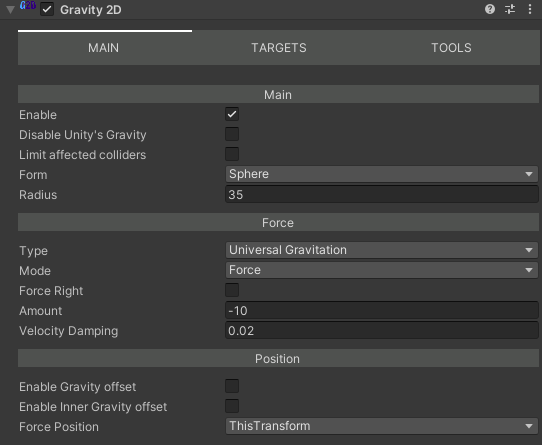 G2D Gravity 2D
MAIN TARGETS TOOLS
Main
Enable
Disable Unity's Gravity
Limit affected colliders
Form Sphere
Radius 35
Force
Type Universal Gravitation
Mode Force
Force Right
Amount -10
Velocity Damping 0.02
Position
Enable Gravity offset
Enable Inner Gravity offset
Force Position ThisTransform